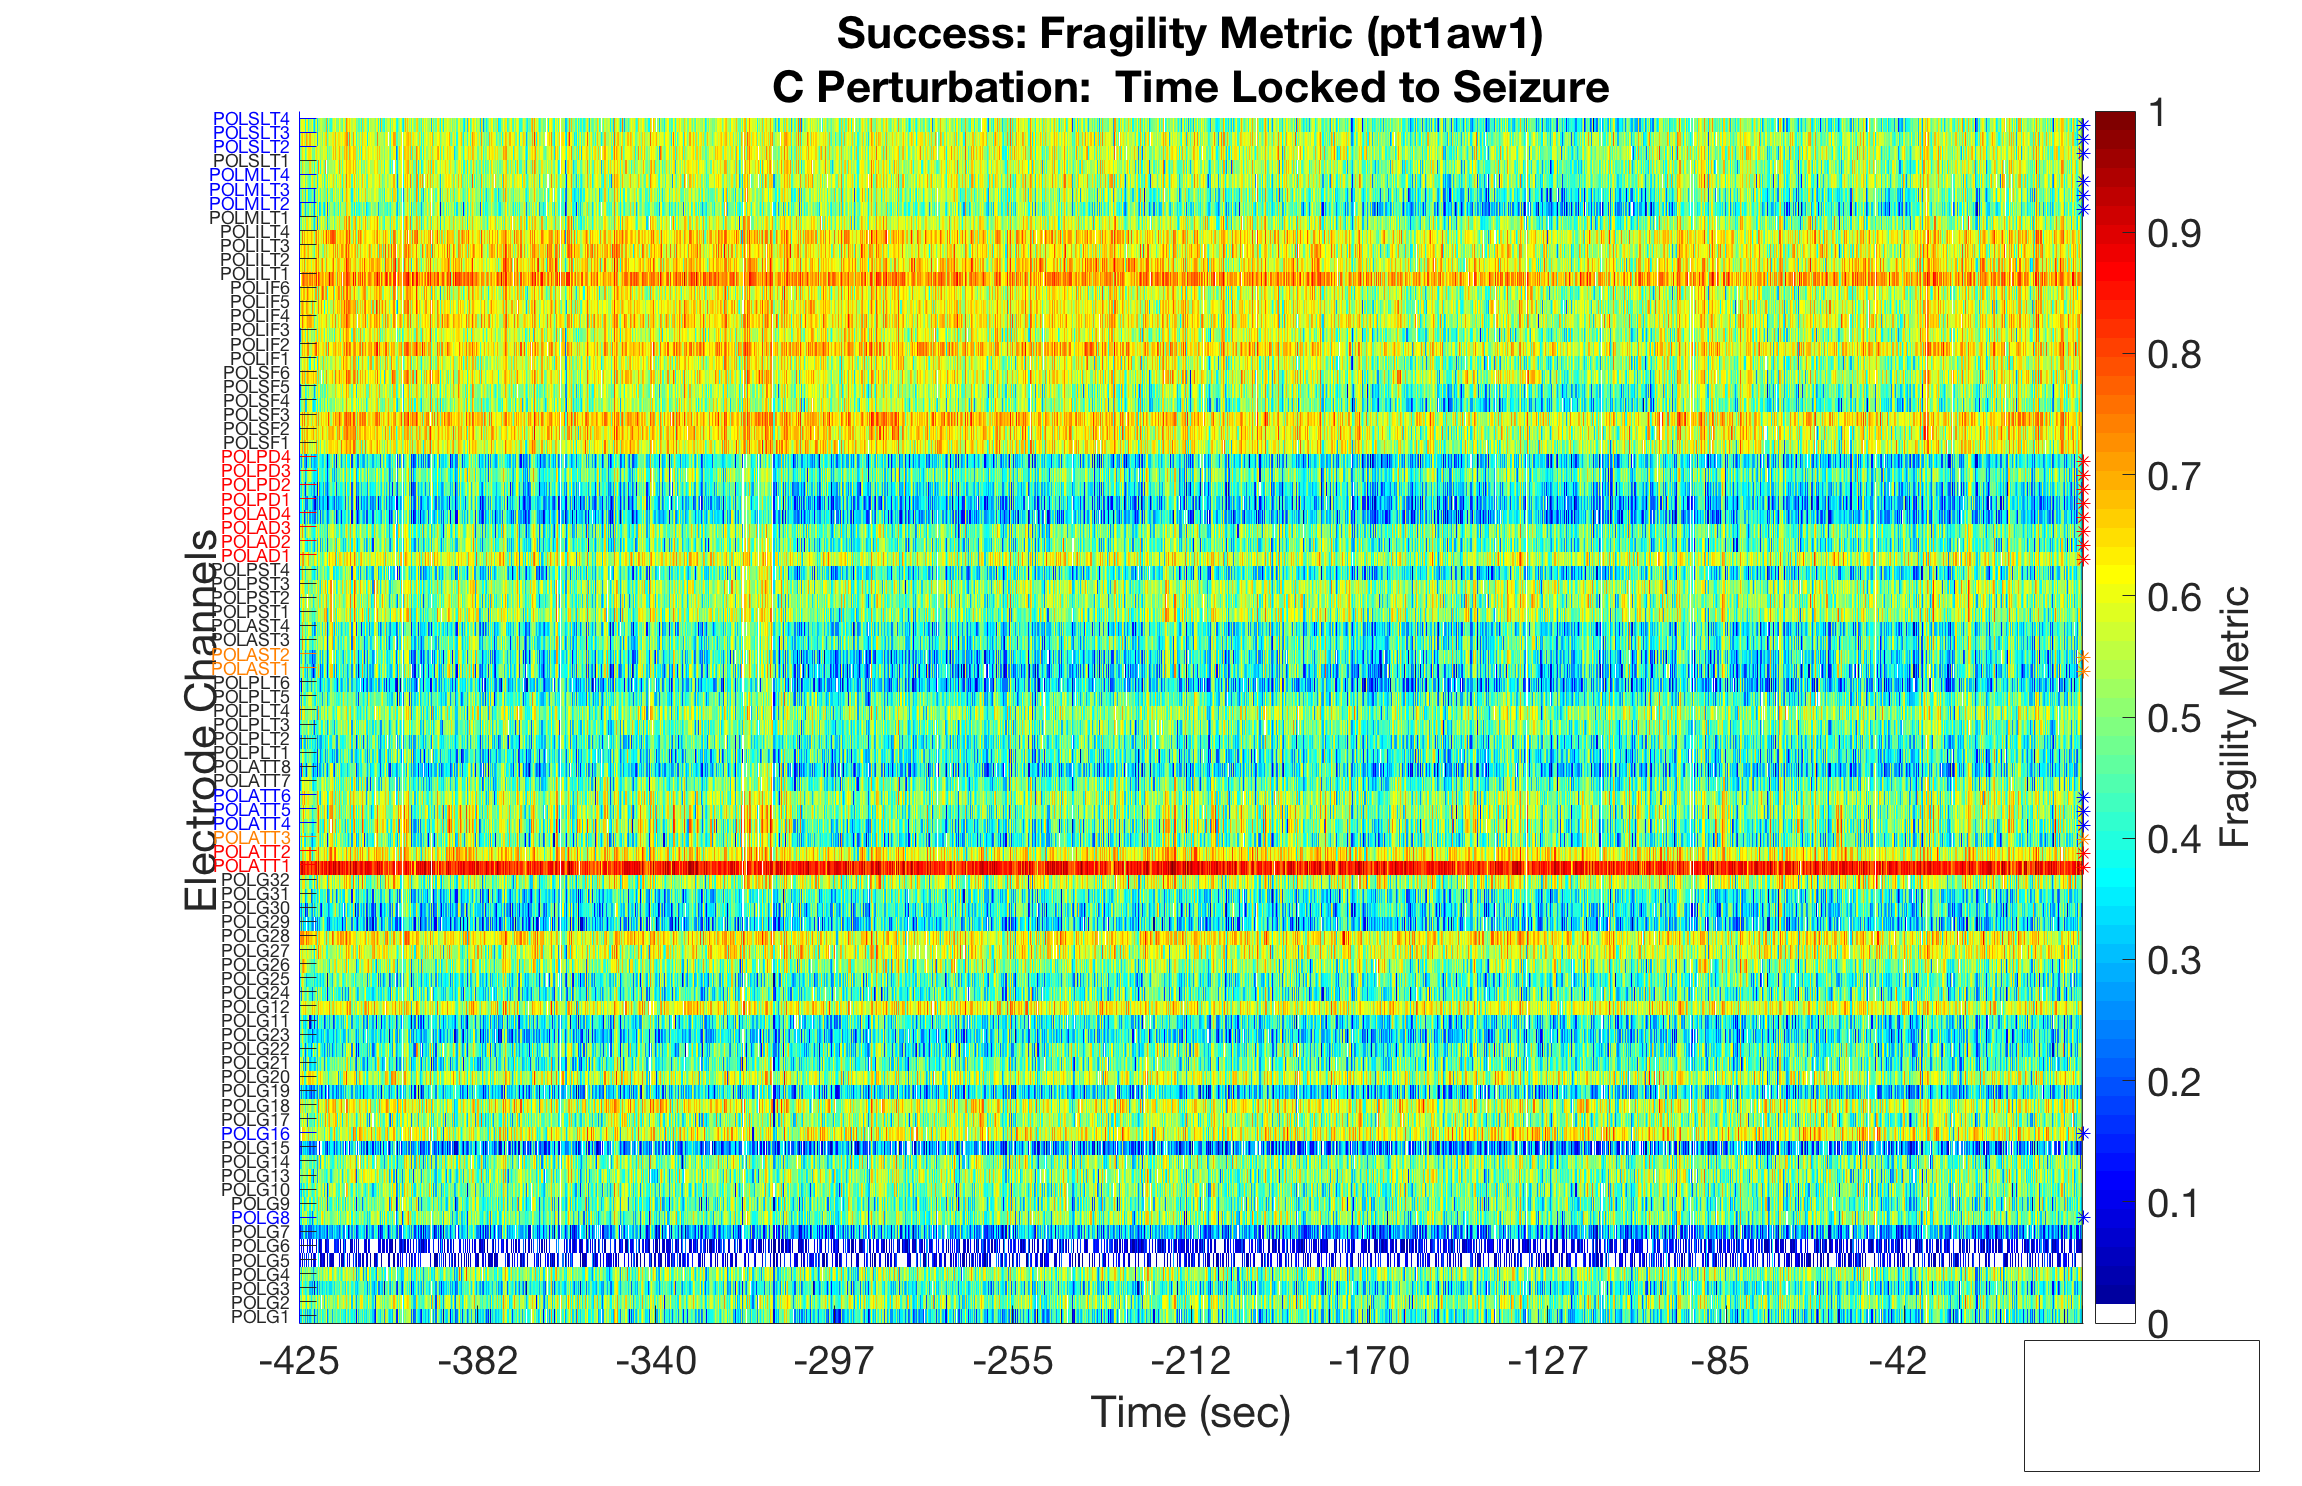 Success: Fragility Metric (pt1aw1)
C Perturbation:  Time Locked to Seizure
Electrode Channels
POLSLT4
POLSLT3
POLSLT2
POLSLT1
POLMLT4
POLMLT3
POLMLT2
POLMLT1
POLILT4
POLILT3
POLILT2
POLILT1
POLIF6
POLIF5
POLIF4
POLIF3
POLIF2
POLIF1
POLSF6
POLSF5
POLSF4
POLSF3
POLSF2
POLSF1
POLPD4
POLPD3
POLPD2
POLPD1
POLAD4
POLAD3
POLAD2
POLAD1
POLPST4
POLPST3
POLPST2
POLPST1
POLAST4
POLAST3
POLAST2
POLAST1
POLPLT6
POLPLT5
POLPLT4
POLPLT3
POLPLT2
POLPLT1
POLATT8
POLATT7
POLATT6
POLATT5
POLATT4
POLATT3
POLATT2
POLATT1
POLG32
POLG31
POLG30
POLG29
POLG28
POLG27
POLG26
POLG25
POLG24
POLG12
POLG11
POLG23
POLG22
POLG21
POLG20
POLG19
POLG18
POLG17
POLG16
POLG15
POLG14
POLG13
POLG10
POLG9
POLG8
POLG7
POLG6
POLG5
POLG4
POLG3
POLG2
POLG1
-425 -382 -340 -297 -255 -212 -170 -127 -85 -42
Time (sec)
1
0.9
0.8
0.7
0.6
0.5
0.4
0.3
0.2
0.1
0
Fragility Metric